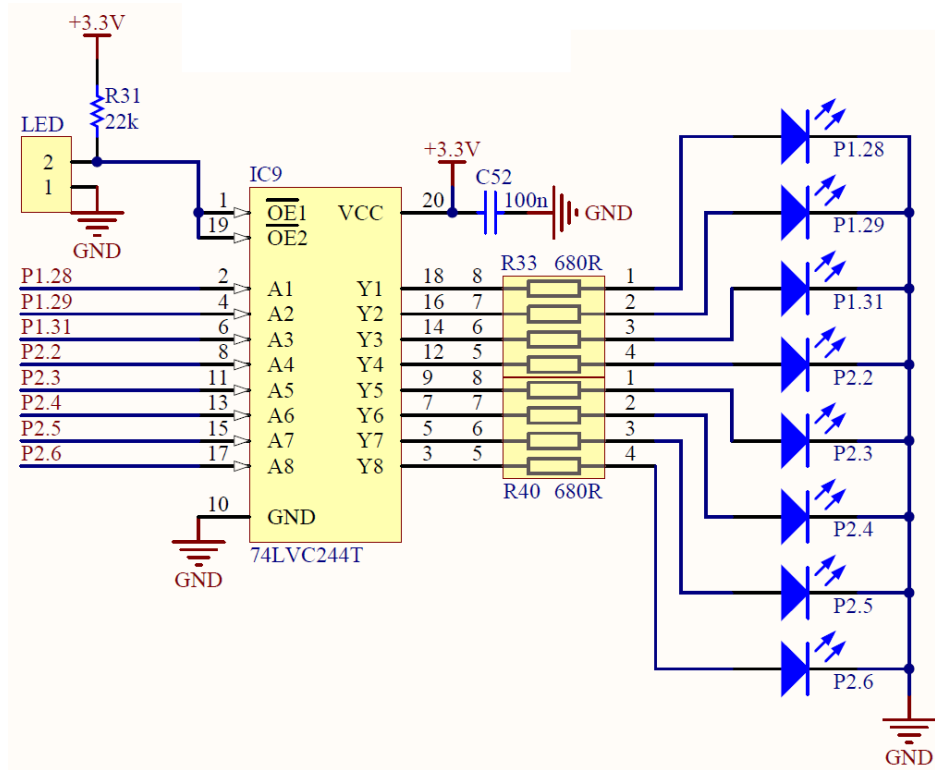 +3.3V
R31
22k
LED
2
1
GND
+3.3V
C52
100n
GND
IC9
1 OE1 VCC 20
19 OE2
R33 680R
P1.28 2 A1 Y1 18 8 1
P1.29 4 A2 Y2 16 7 2
P1.31 6 A3 Y3 14 6 3
P2.2 8 A4 Y4 12 5 4
P2.3 11 A5 Y5 9 8 1
P2.4 13 A6 Y6 7 7 2
P2.5 15 A7 Y7 5 6 3
P2.6 17 A8 Y8 3 5 4
R40 680R
10 GND
GND
74LVC244T
P1.28
P1.29
P1.31
P2.2
P2.3
P2.4
P2.5
P2.6
GND